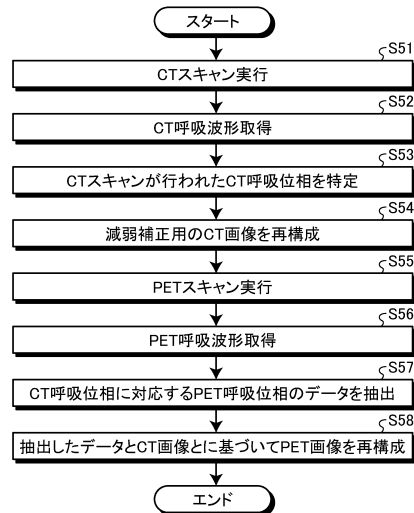 スタート
S51
CTスキャン実行
S52
CT呼吸波形取得
S53
CTスキャンが行われたCT呼吸位相を特定
S54
減弱補正用のCT画像を再構成
S55
PETスキャン実行
S56
PET呼吸波形取得
S57
CT呼吸位相に対応するPET呼吸位相のデータを抽出
S58
抽出したデータとCT画像とに基づいてPET画像を再構成
エンド